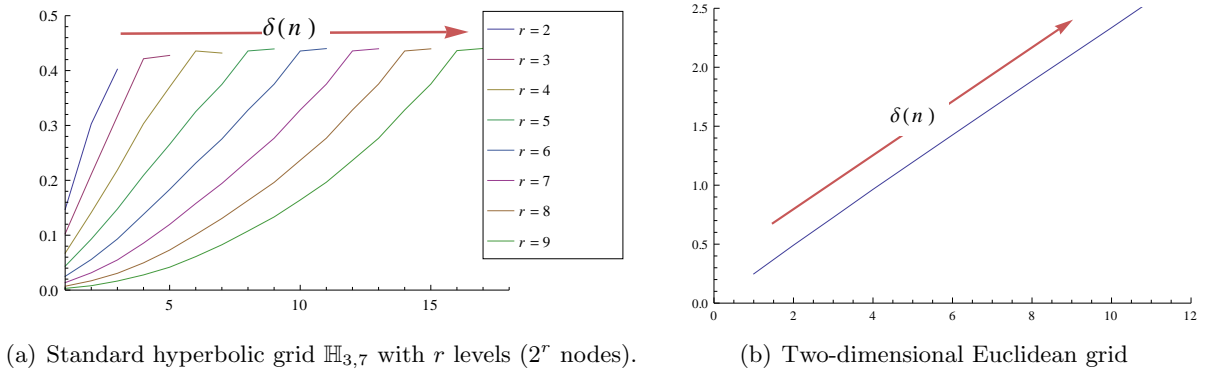 0.5
0.4
0.3
0.2
0.1
0.0
5
10
15
δ(n)
r = 2
r = 3
r = 4
r = 5
r = 6
r = 7
r = 8
r = 9
(a) Standard hyperbolic grid ℍ3,7 with r levels (2^r nodes).
2.5
2.0
1.5
1.0
0.5
0.0
0
2
4
6
8
10
12
δ(n)
(b) Two-dimensional Euclidean grid